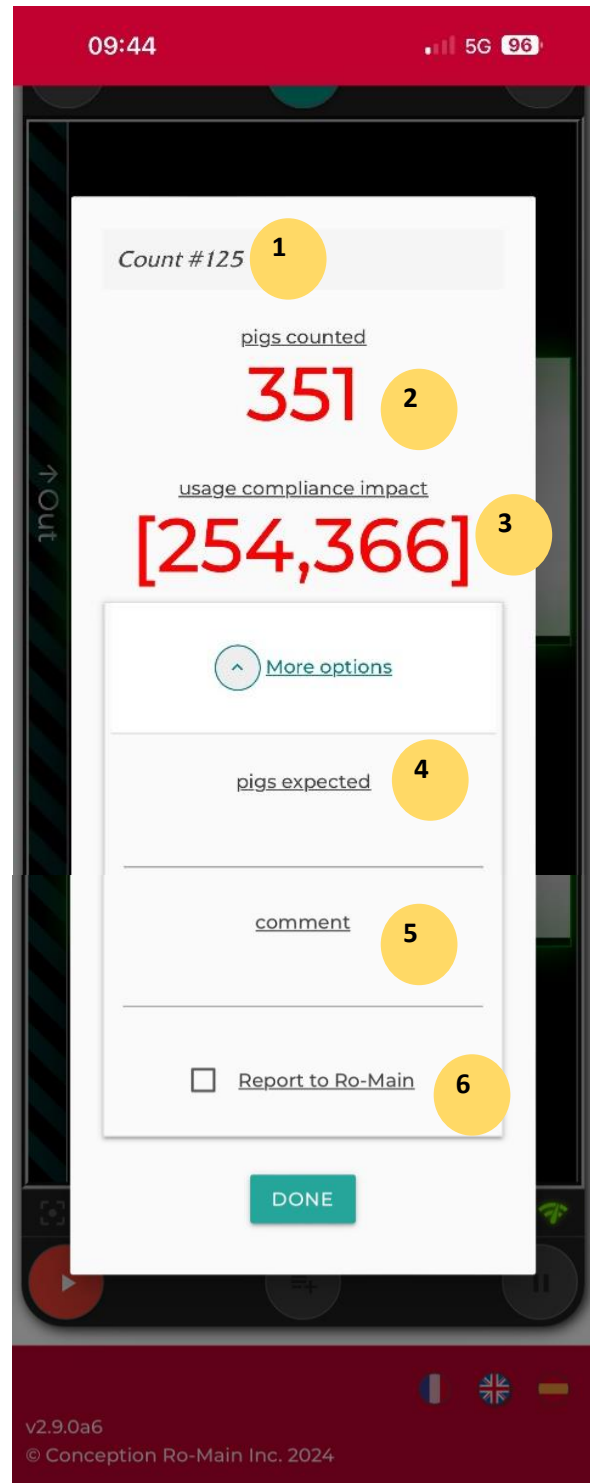 09:44 5G 96
Count #125 1
pigs counted
351 2
↑Out
usage compliance impact
[254,366] 3
More options
pigs expected 4
comment 5
Report to Ro-Main 6
DONE
v2.9.0a6
© Conception Ro-Main Inc. 2024